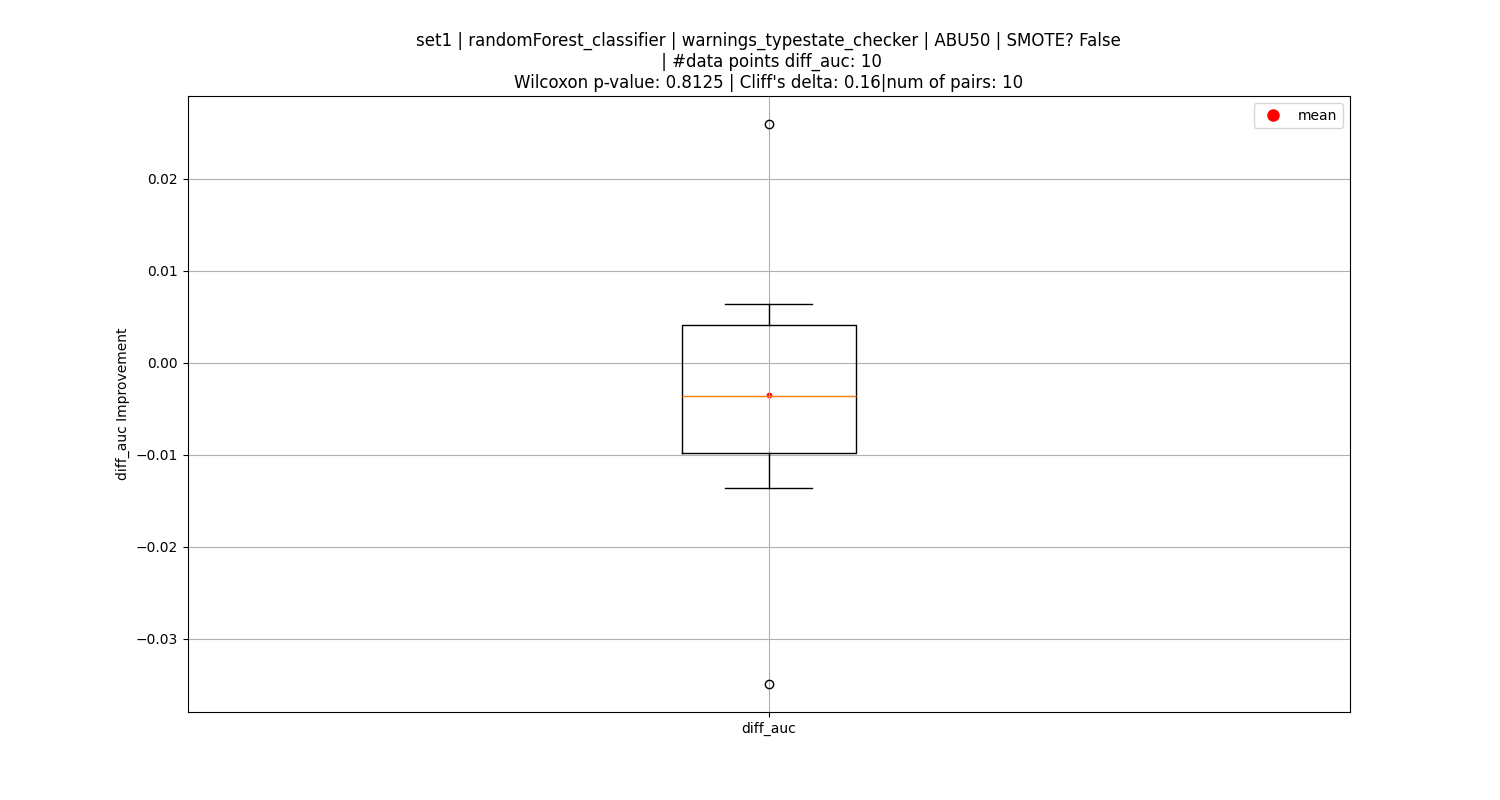 set1 | randomForest_classifier | warnings_typestate_checker | ABU50 | SMOTE? False
| #data points diff_auc: 10
Wilcoxon p-value: 0.8125 | Cliff's delta: 0.16|num of pairs: 10
mean
0.02
0.01
0.00
−0.01
−0.02
−0.03
diff_auc Improvement
diff_auc